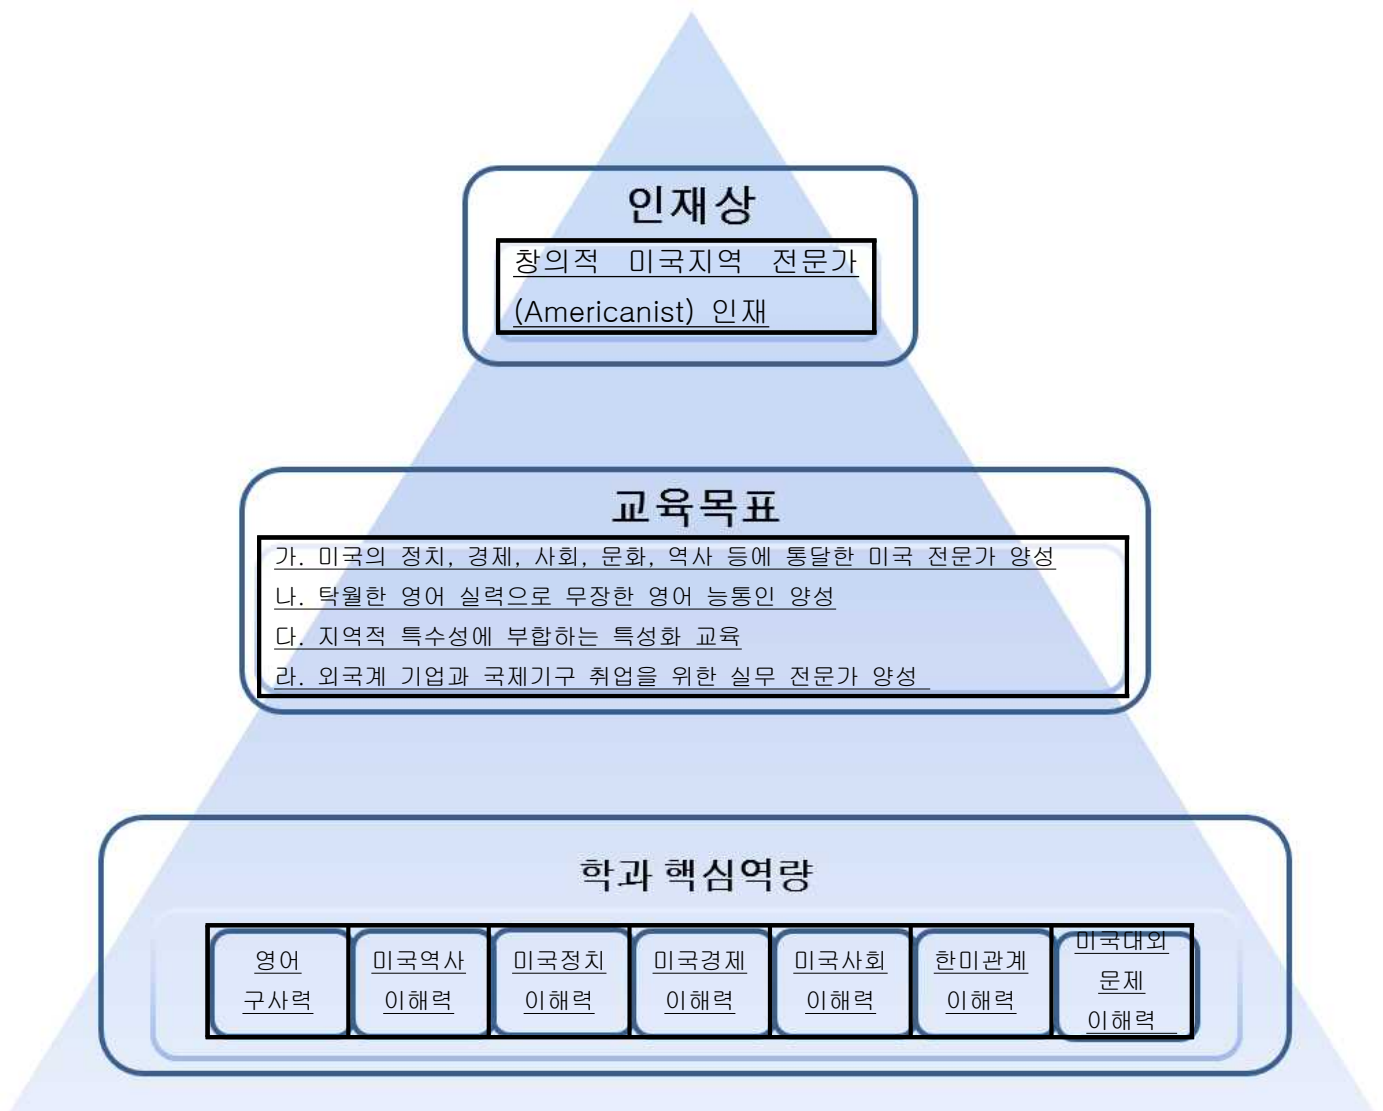 인재상
창의적 미국지역 전문가
(Americanist) 인재
교육목표
가. 미국의 정치, 경제, 사회, 문화, 역사 등에 통달한 미국 전문가 양성
나. 탁월한 영어 실력으로 무장한 영어 능통인 양성
다. 지역적 특수성에 부합하는 특성화 교육
라. 외국계 기업과 국제기구 취업을 위한 실무 전문가 양성
학과 핵심역량
영어
구사력
미국역사
이해력
미국정치
이해력
미국경제
이해력
미국사회
이해력
한미관계
이해력
미국대외
문제
이해력